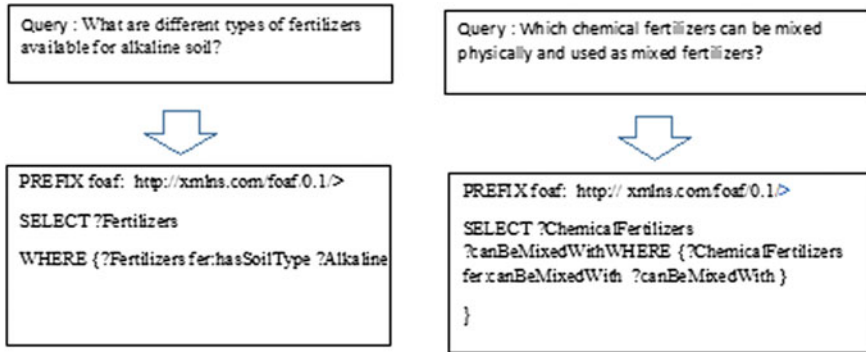 Query : What are different types of fertilizers
available for alkaline soil?
PREFIX foaf: http://xmlns.com/foaf/0.1/>
SELECT ?Fertilizers
WHERE {?Fertilizers fer:hasSoilType ?Alkaline
Query : Which chemical fertilizers can be mixed
physically and used as mixed fertilizers?
PREFIX foaf: http:// xmlns.com/foaf/0.1/>
SELECT ?ChemicalFertilizers
?canBeMixedWithWHERE {?ChemicalFertilizers
fer:canBeMixedWith ?canBeMixedWith }
}